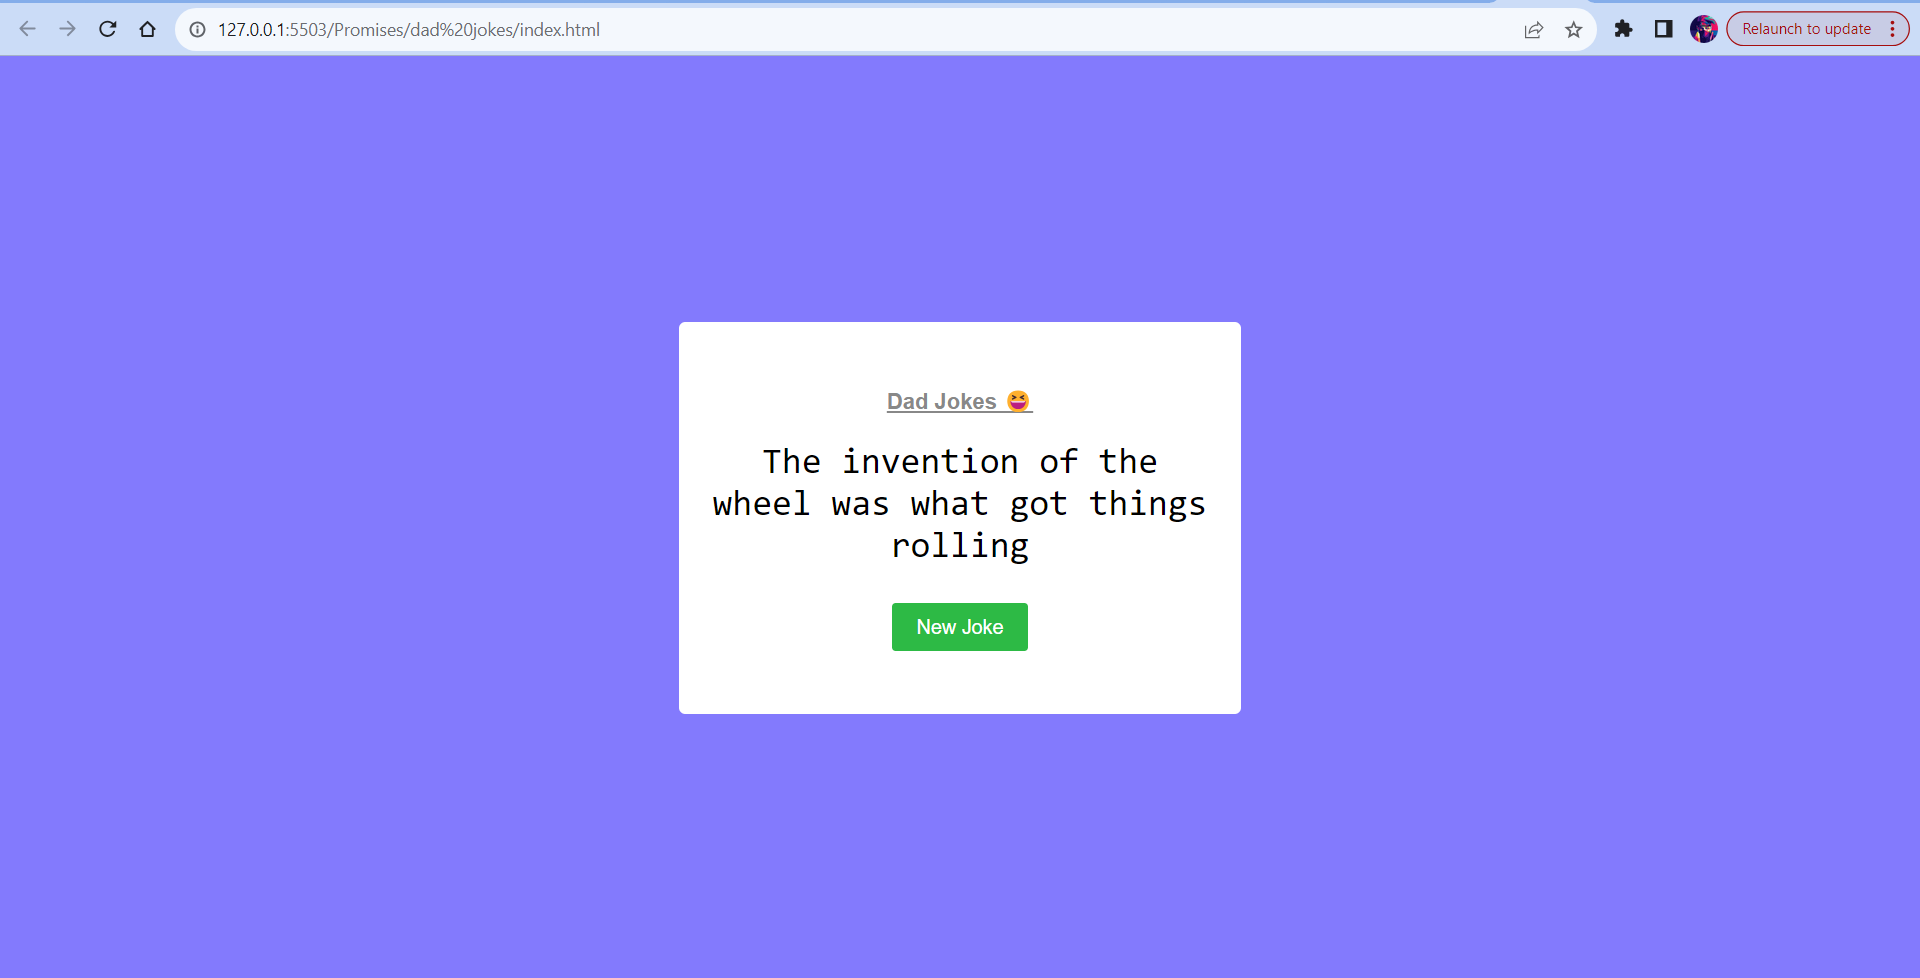 127.0.0.1:5503/Promises/dad%20jokes/index.html
Relaunch to update
Dad Jokes 😆
The invention of the
wheel was what got things
rolling
New Joke